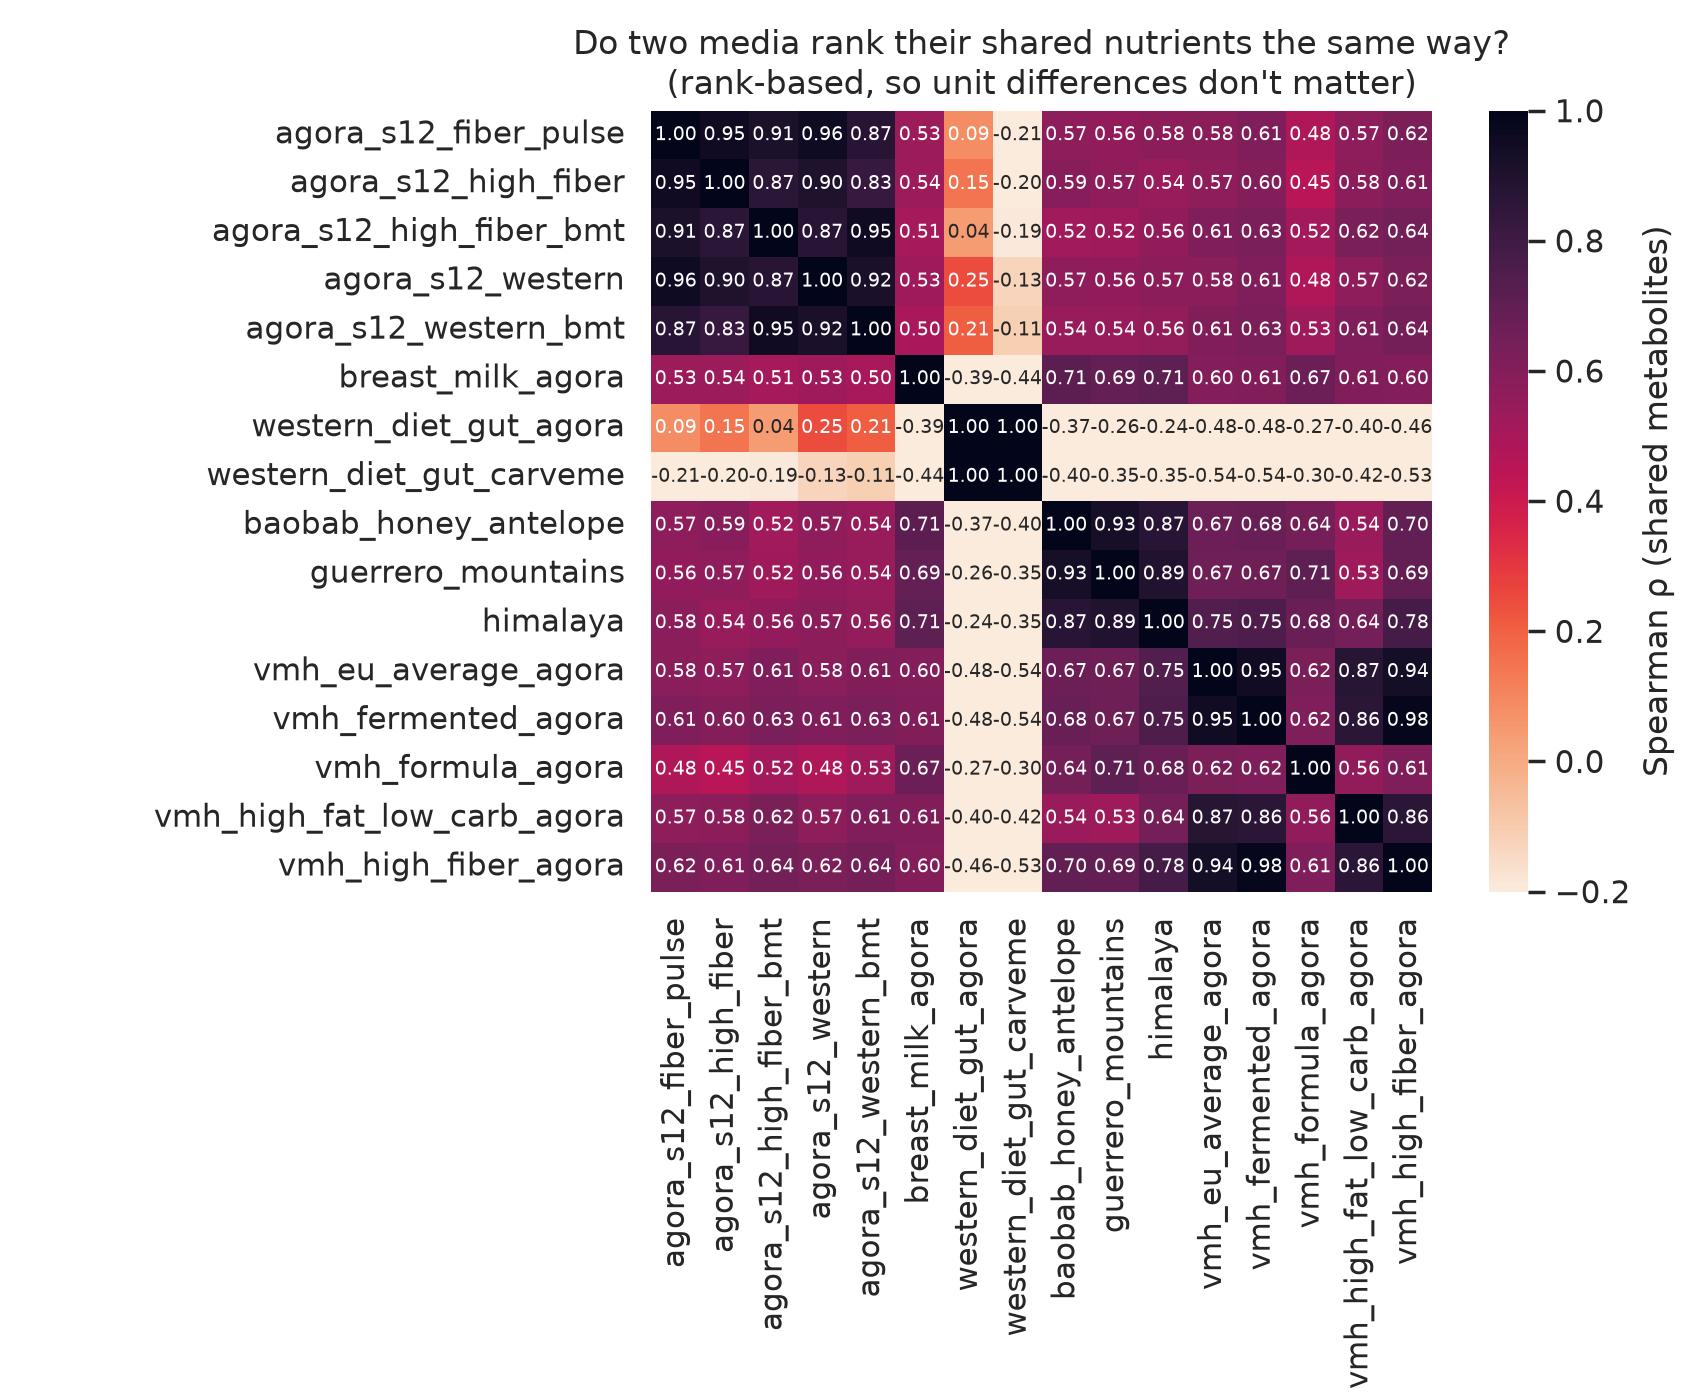 Do two media rank their shared nutrients the same way?
(rank-based, so unit differences don't matter)
agora_s12_fiber_pulse 1.00 0.95 0.91 0.96 0.87 0.53 0.09 -0.21 0.57 0.56 0.58 0.58 0.61 0.48 0.57 0.62
agora_s12_high_fiber 0.95 1.00 0.87 0.90 0.83 0.54 0.15 -0.20 0.59 0.57 0.54 0.57 0.60 0.45 0.58 0.61
agora_s12_high_fiber_bmt 0.91 0.87 1.00 0.87 0.95 0.51 0.04 -0.19 0.52 0.52 0.56 0.61 0.63 0.52 0.62 0.64
agora_s12_western 0.96 0.90 0.87 1.00 0.92 0.53 0.25 -0.13 0.57 0.56 0.57 0.58 0.61 0.48 0.57 0.62
agora_s12_western_bmt 0.87 0.83 0.95 0.92 1.00 0.50 0.21 -0.11 0.54 0.54 0.56 0.61 0.63 0.53 0.61 0.64
breast_milk_agora 0.53 0.54 0.51 0.53 0.50 1.00 -0.39 -0.44 0.71 0.69 0.71 0.60 0.61 0.67 0.61 0.60
western_diet_gut_agora 0.09 0.15 0.04 0.25 0.21 -0.39 1.00 1.00 -0.37 -0.26 -0.24 -0.48 -0.48 -0.27 -0.40 -0.46
western_diet_gut_carveme -0.21 -0.20 -0.19 -0.13 -0.11 -0.44 1.00 1.00 -0.40 -0.35 -0.35 -0.54 -0.54 -0.30 -0.42 -0.53
baobab_honey_antelope 0.57 0.59 0.52 0.57 0.54 0.71 -0.37 -0.40 1.00 0.93 0.87 0.67 0.68 0.64 0.54 0.70
guerrero_mountains 0.56 0.57 0.52 0.56 0.54 0.69 -0.26 -0.35 0.93 1.00 0.89 0.67 0.67 0.71 0.53 0.69
himalaya 0.58 0.54 0.56 0.57 0.56 0.71 -0.24 -0.35 0.87 0.89 1.00 0.75 0.75 0.68 0.64 0.78
vmh_eu_average_agora 0.58 0.57 0.61 0.58 0.61 0.60 -0.48 -0.54 0.67 0.67 0.75 1.00 0.95 0.62 0.87 0.94
vmh_fermented_agora 0.61 0.60 0.63 0.61 0.63 0.61 -0.48 -0.54 0.68 0.67 0.75 0.95 1.00 0.62 0.86 0.98
vmh_formula_agora 0.48 0.45 0.52 0.48 0.53 0.67 -0.27 -0.30 0.64 0.71 0.68 0.62 0.62 1.00 0.56 0.61
vmh_high_fat_low_carb_agora 0.57 0.58 0.62 0.57 0.61 0.61 -0.40 -0.42 0.54 0.53 0.64 0.87 0.86 0.56 1.00 0.86
vmh_high_fiber_agora 0.62 0.61 0.64 0.62 0.64 0.60 -0.46 -0.53 0.70 0.69 0.78 0.94 0.98 0.61 0.86 1.00
agora_s12_fiber_pulse
agora_s12_high_fiber
agora_s12_high_fiber_bmt
agora_s12_western
agora_s12_western_bmt
breast_milk_agora
western_diet_gut_agora
western_diet_gut_carveme
baobab_honey_antelope
guerrero_mountains
himalaya
vmh_eu_average_agora
vmh_fermented_agora
vmh_formula_agora
vmh_high_fat_low_carb_agora
vmh_high_fiber_agora
1.0
0.8
0.6
0.4
0.2
0.0
−0.2
Spearman ρ (shared metabolites)